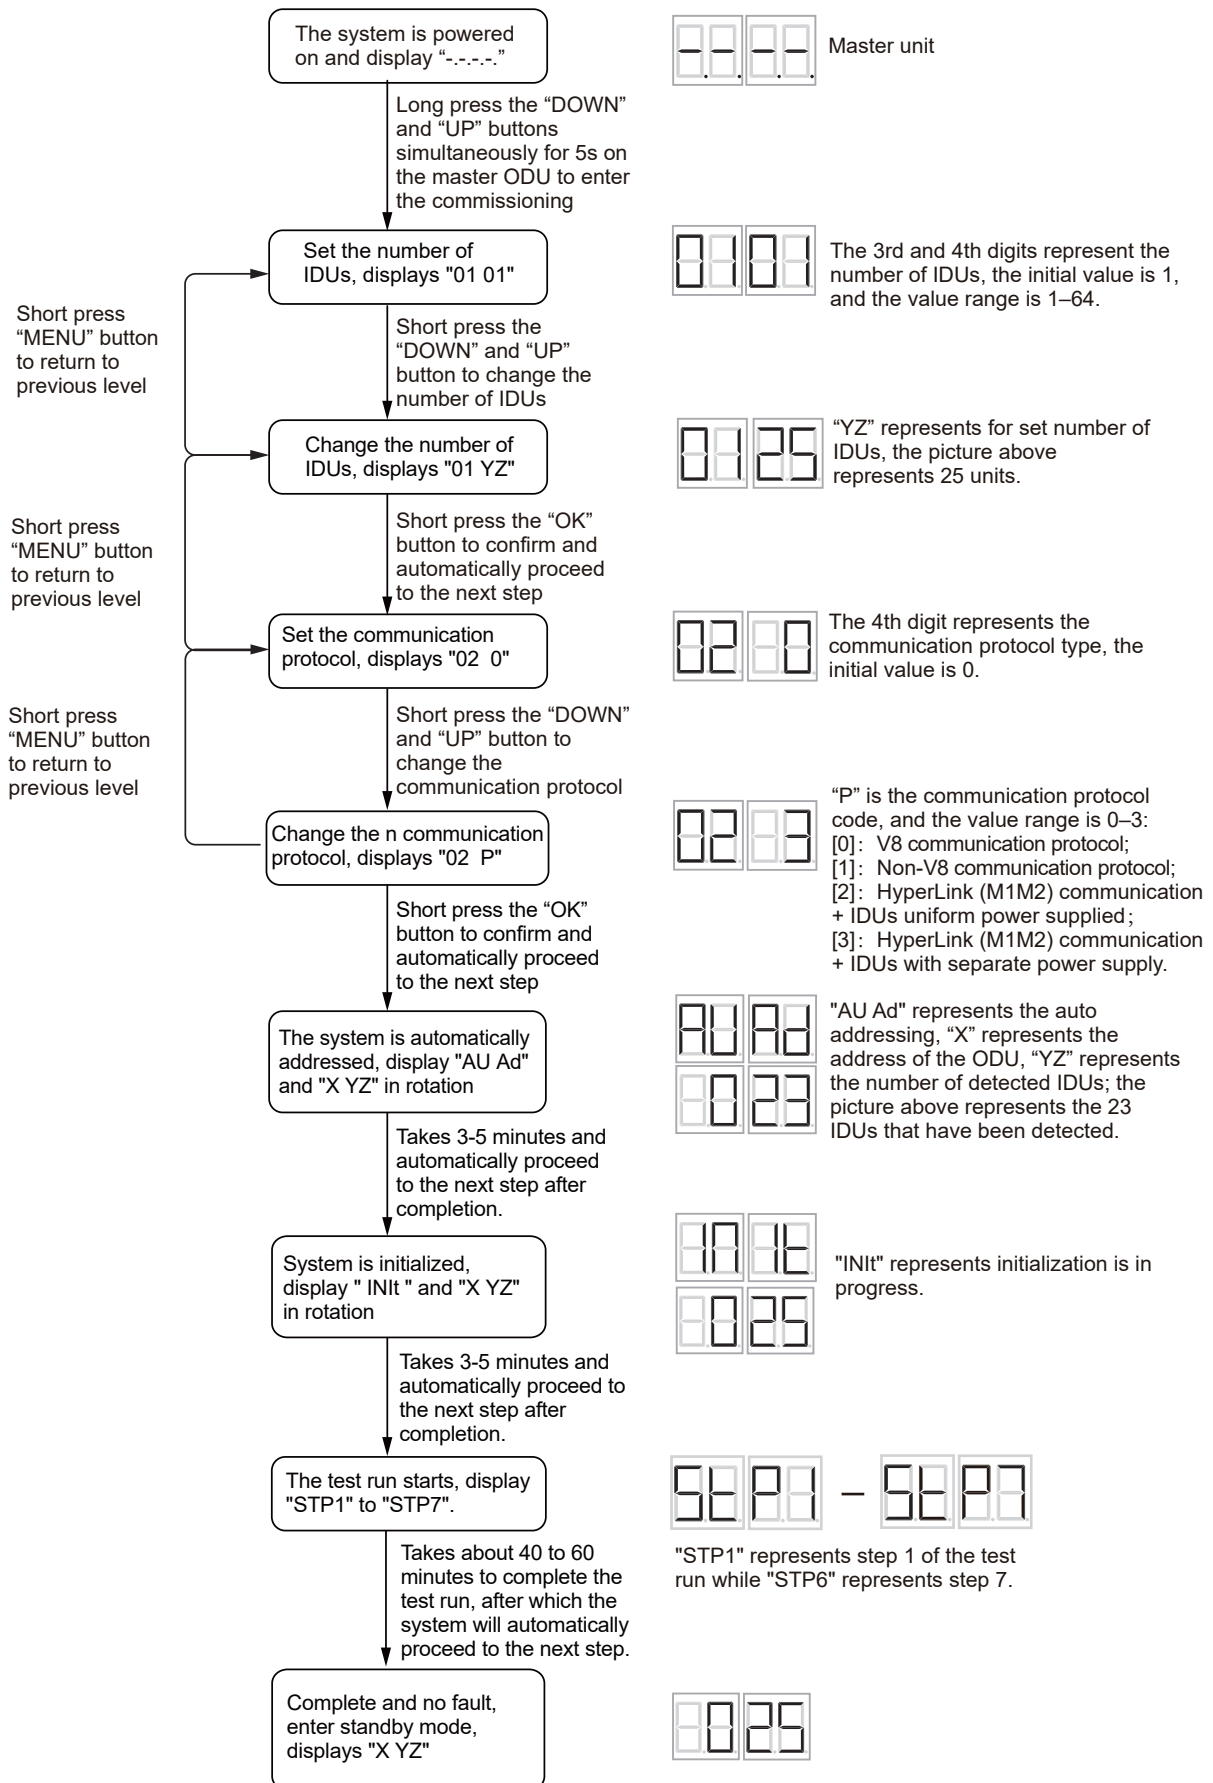 The system is powered
on and display “-.-.-.-.”
Master unit
Long press the “DOWN”
and “UP” buttons
simultaneously for 5s on
the master ODU to enter
the commissioning
Set the number of
IDUs, displays "01 01"
0101
The 3rd and 4th digits represent the
number of IDUs, the initial value is 1,
and the value range is 1–64.
Short press
“MENU” button
to return to
previous level
Short press the
“DOWN” and “UP”
button to change the
number of IDUs
Change the number of
IDUs, displays "01 YZ"
0125
“YZ” represents for set number of
IDUs, the picture above
represents 25 units.
Short press
“MENU” button
to return to
previous level
Short press the “OK”
button to confirm and
automatically proceed
to the next step
Set the communication
protocol, displays "02 0"
02 0
The 4th digit represents the
communication protocol type, the
initial value is 0.
Short press
“MENU” button
to return to
previous level
Short press the “DOWN”
and “UP” button to
change the
communication protocol
Change the n communication
protocol, displays "02 P"
02 3
“P” is the communication protocol
code, and the value range is 0–3:
[0]: V8 communication protocol;
[1]: Non-V8 communication protocol;
[2]: HyperLink (M1M2) communication
+ IDUs uniform power supplied;
[3]: HyperLink (M1M2) communication
+ IDUs with separate power supply.
Short press the “OK”
button to confirm and
automatically proceed
to the next step
The system is automatically
addressed, display "AU Ad"
and "X YZ" in rotation
AU Ad
023
"AU Ad" represents the auto
addressing, “X” represents the
address of the ODU, “YZ” represents
the number of detected IDUs; the
picture above represents the 23
IDUs that have been detected.
Takes 3-5 minutes and
automatically proceed
to the next step after
completion.
System is initialized,
display " INIt " and "X YZ"
in rotation
INIt
025
"INIt" represents initialization is in
progress.
Takes 3-5 minutes and
automatically proceed to
the next step after
completion.
The test run starts, display
"STP1" to "STP7".
StP1 – StP7
"STP1" represents step 1 of the test
run while "STP6" represents step 7.
Takes about 40 to 60
minutes to complete the
test run, after which the
system will automatically
proceed to the next step.
Complete and no fault,
enter standby mode,
displays "X YZ"
025